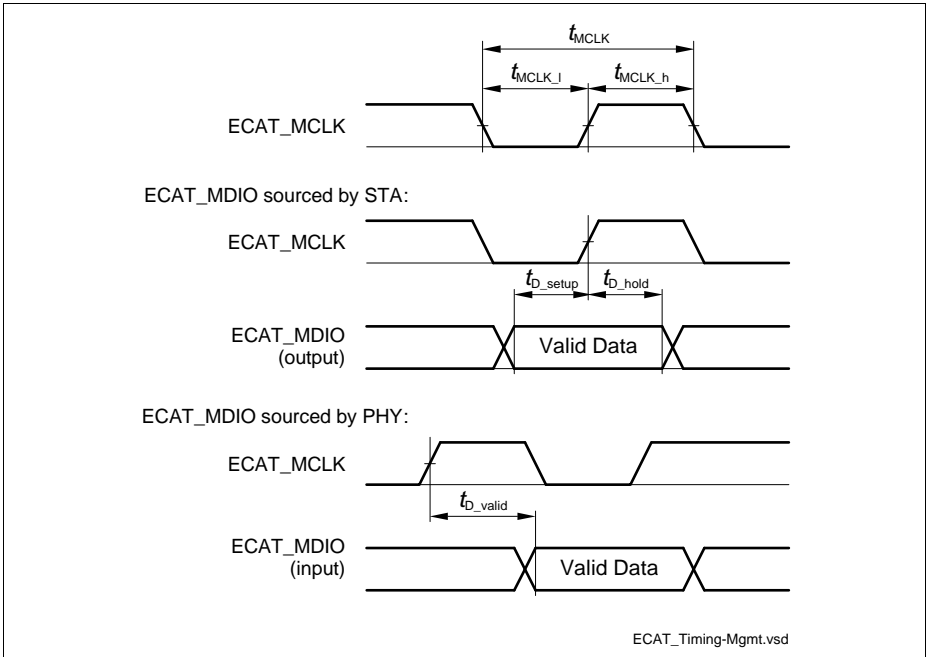 tMCLK
tMCLK_l tMCLK_h
ECAT_MCLK
ECAT_MDIO sourced by STA:
ECAT_MCLK
tD_setup tD_hold
ECAT_MDIO
(output)
Valid Data
ECAT_MDIO sourced by PHY:
ECAT_MCLK
tD_valid
ECAT_MDIO
(input)
Valid Data
ECAT_Timing-Mgmt.vsd